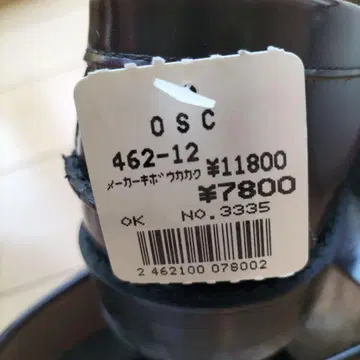 OSC
462-12
ﾒｰｶｰｷﾎﾞｳｶｶｸ ¥11800
¥7800
OK NO.3335
2 462100 078002